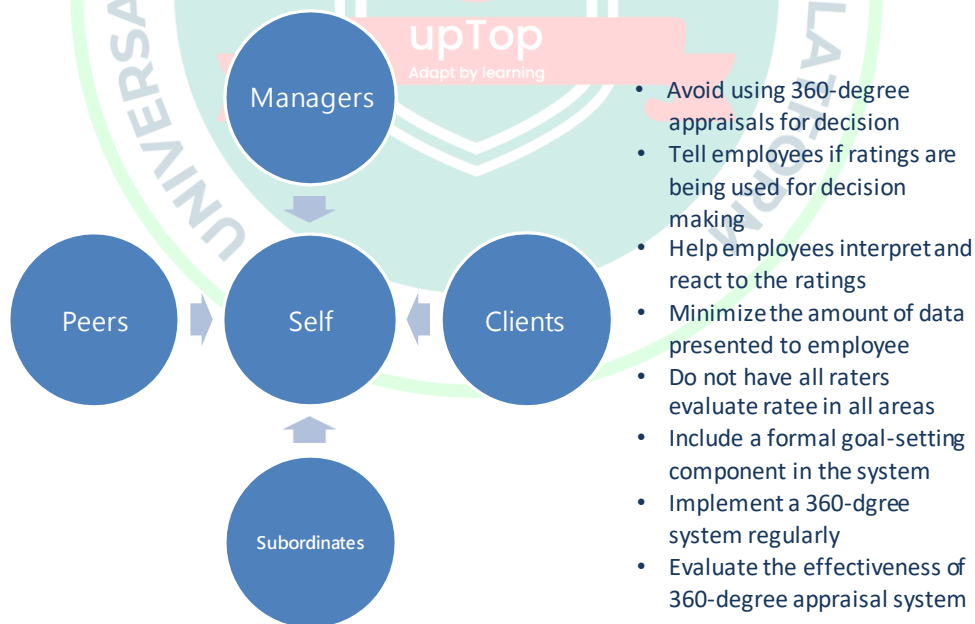 upTop
Adapt by learning
UNIVERSA
LATFORM
Managers
Peers
Self
Clients
Subordinates
• Avoid using 360-degree
appraisals for decision
• Tell employees if ratings are
being used for decision
making
• Help employees interpret and
react to the ratings
• Minimize the amount of data
presented to employee
• Do not have all raters
evaluate ratee in all areas
• Include a formal goal-setting
component in the system
• Implement a 360-dgree
system regularly
• Evaluate the effectiveness of
360-degree appraisal system